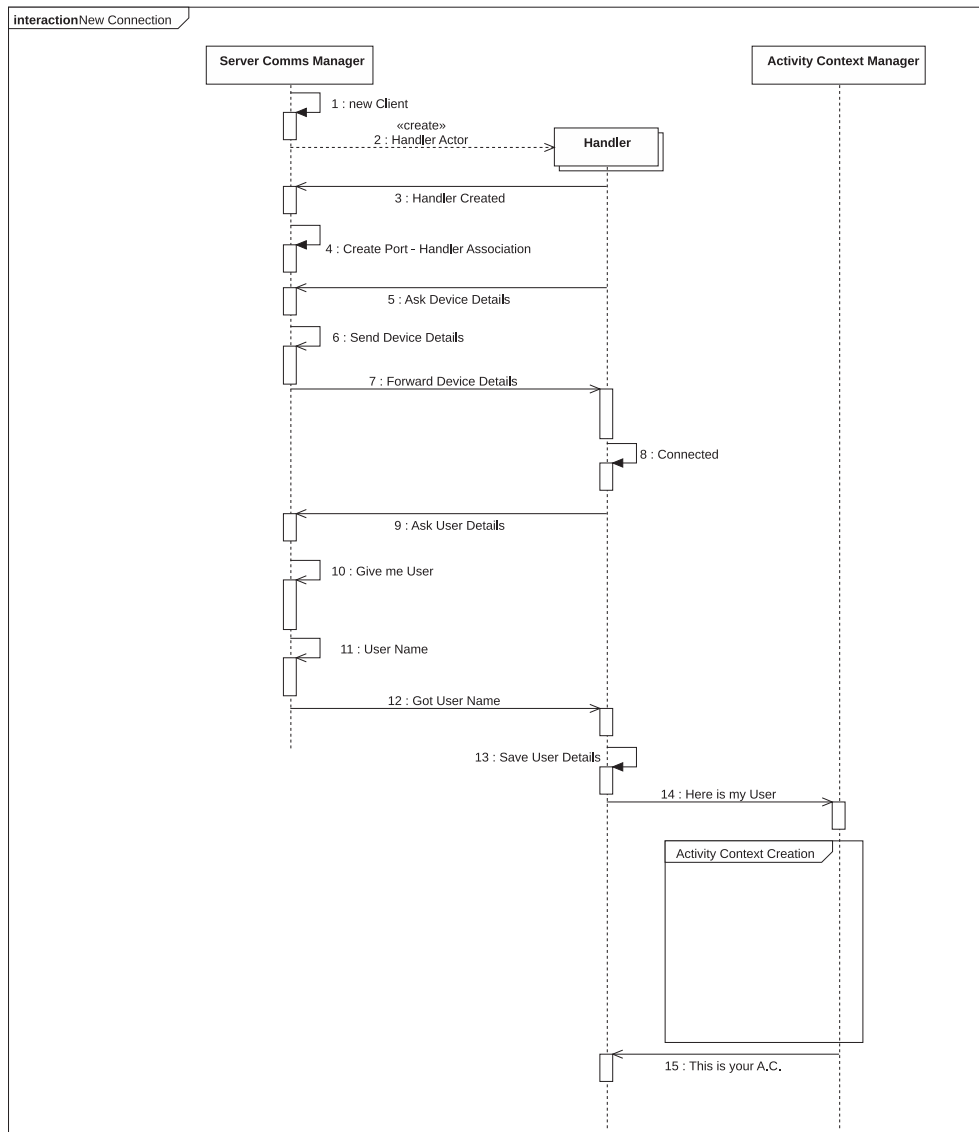 interactionNew Connection
Server Comms Manager
Activity Context Manager
1 : new Client
«create»
2 : Handler Actor
Handler
3 : Handler Created
4 : Create Port - Handler Association
5 : Ask Device Details
6 : Send Device Details
7 : Forward Device Details
8 : Connected
9 : Ask User Details
10 : Give me User
11 : User Name
12 : Got User Name
13 : Save User Details
14 : Here is my User
Activity Context Creation
15 : This is your A.C.